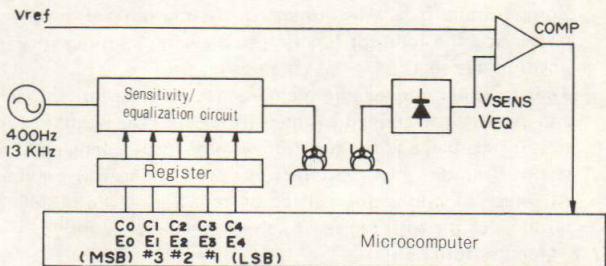 Vref
COMP
Sensitivity/
equalization circuit
400Hz
13 KHz
VSENS
VEQ
Register
C0 C1 C2 C3 C4
E0 E1 E2 E3 E4
(MSB) #3 #2 #1 (LSB)
Microcomputer